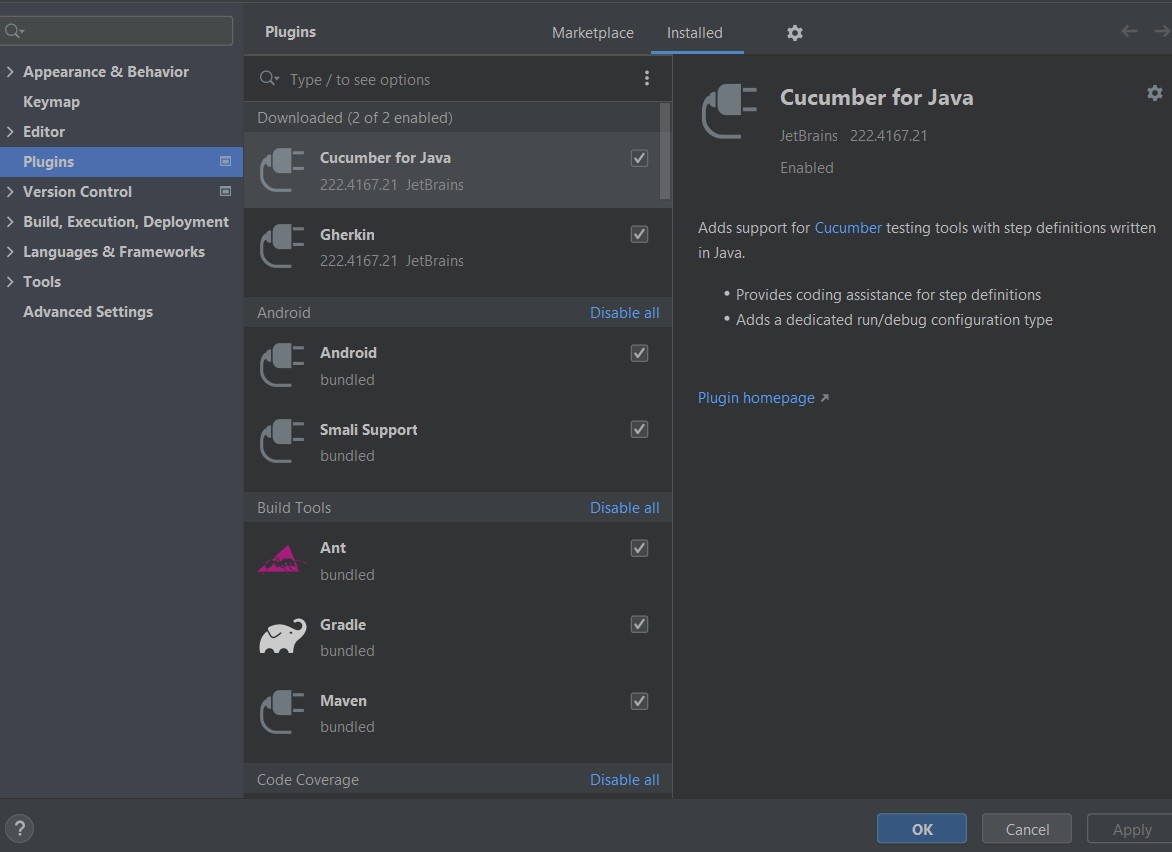 Plugins
Marketplace
Installed
Appearance & Behavior
Keymap
Editor
Plugins
Version Control
Build, Execution, Deployment
Languages & Frameworks
Tools
Advanced Settings
Type / to see options
Downloaded (2 of 2 enabled)
Cucumber for Java
222.4167.21 JetBrains
Gherkin
222.4167.21 JetBrains
Android Disable all
Android
bundled
Smali Support
bundled
Build Tools Disable all
Ant
bundled
Gradle
bundled
Maven
bundled
Code Coverage Disable all
Cucumber for Java
JetBrains 222.4167.21
Enabled
Adds support for Cucumber testing tools with step definitions written
in Java.
• Provides coding assistance for step definitions
• Adds a dedicated run/debug configuration type
Plugin homepage ↗
?
OK
Cancel
Apply